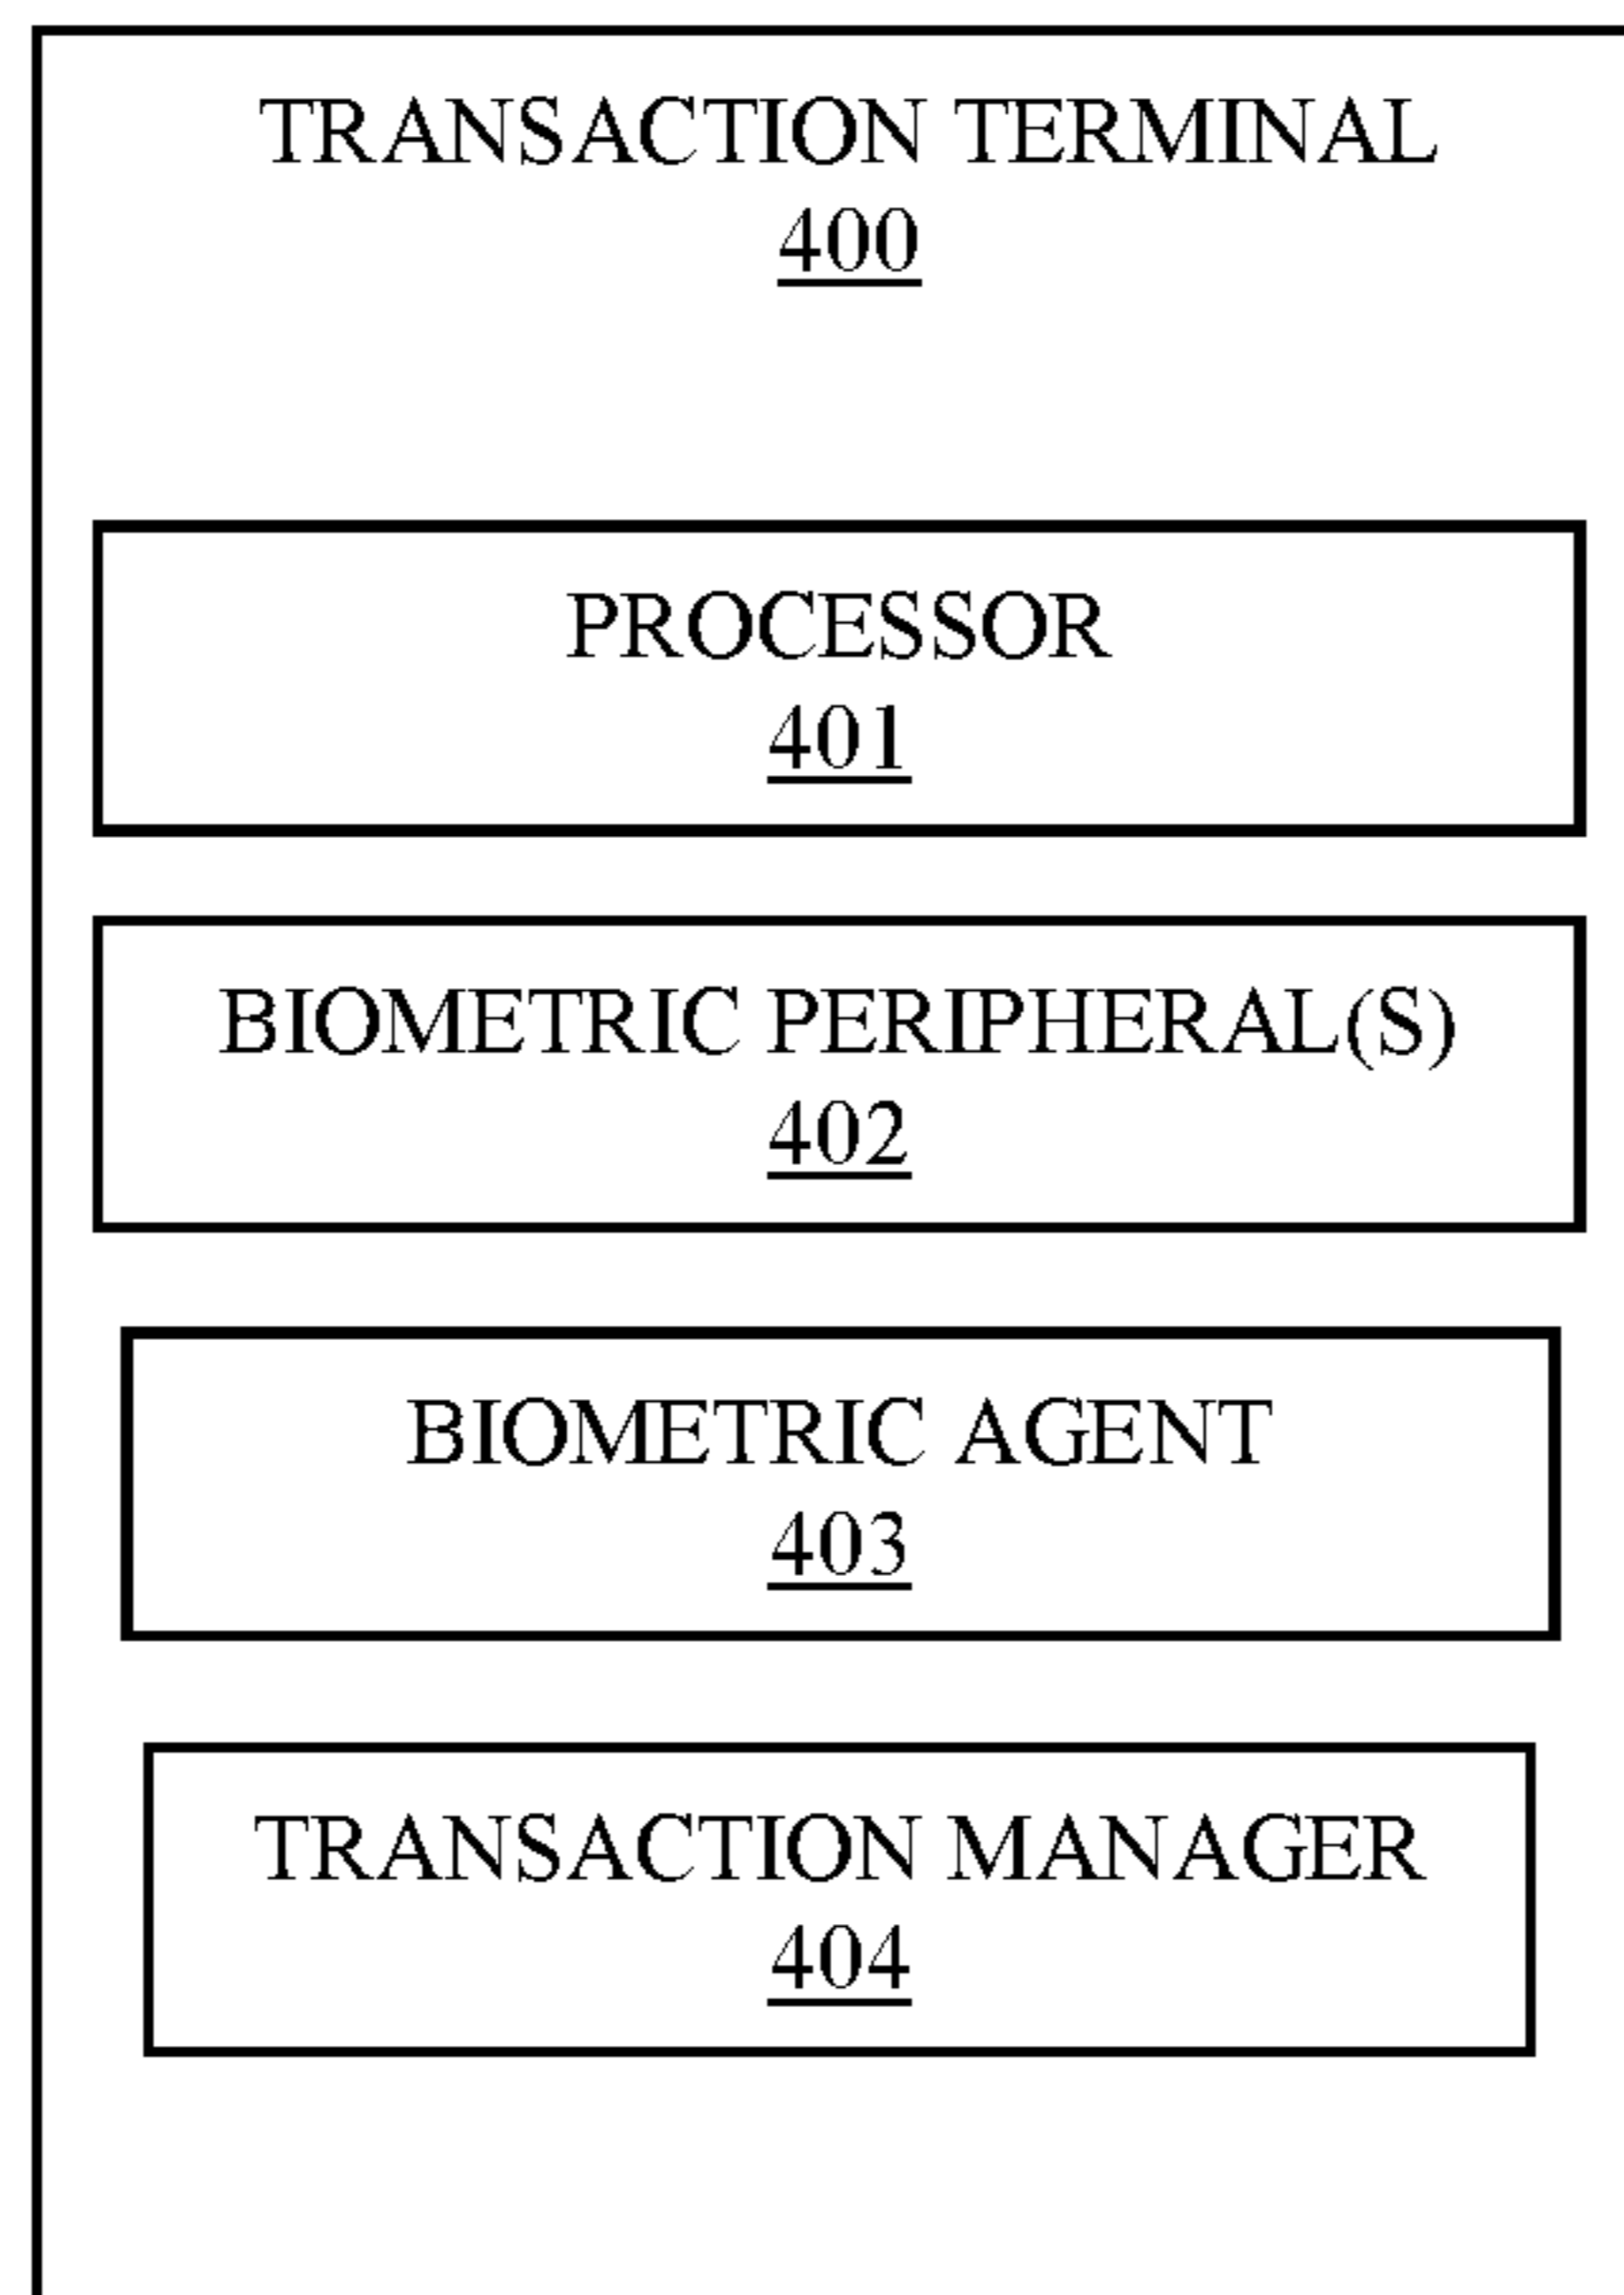 TRANSACTION TERMINAL
400
PROCESSOR
401
BIOMETRIC PERIPHERAL(S)
402
BIOMETRIC AGENT
403
TRANSACTION MANAGER
404